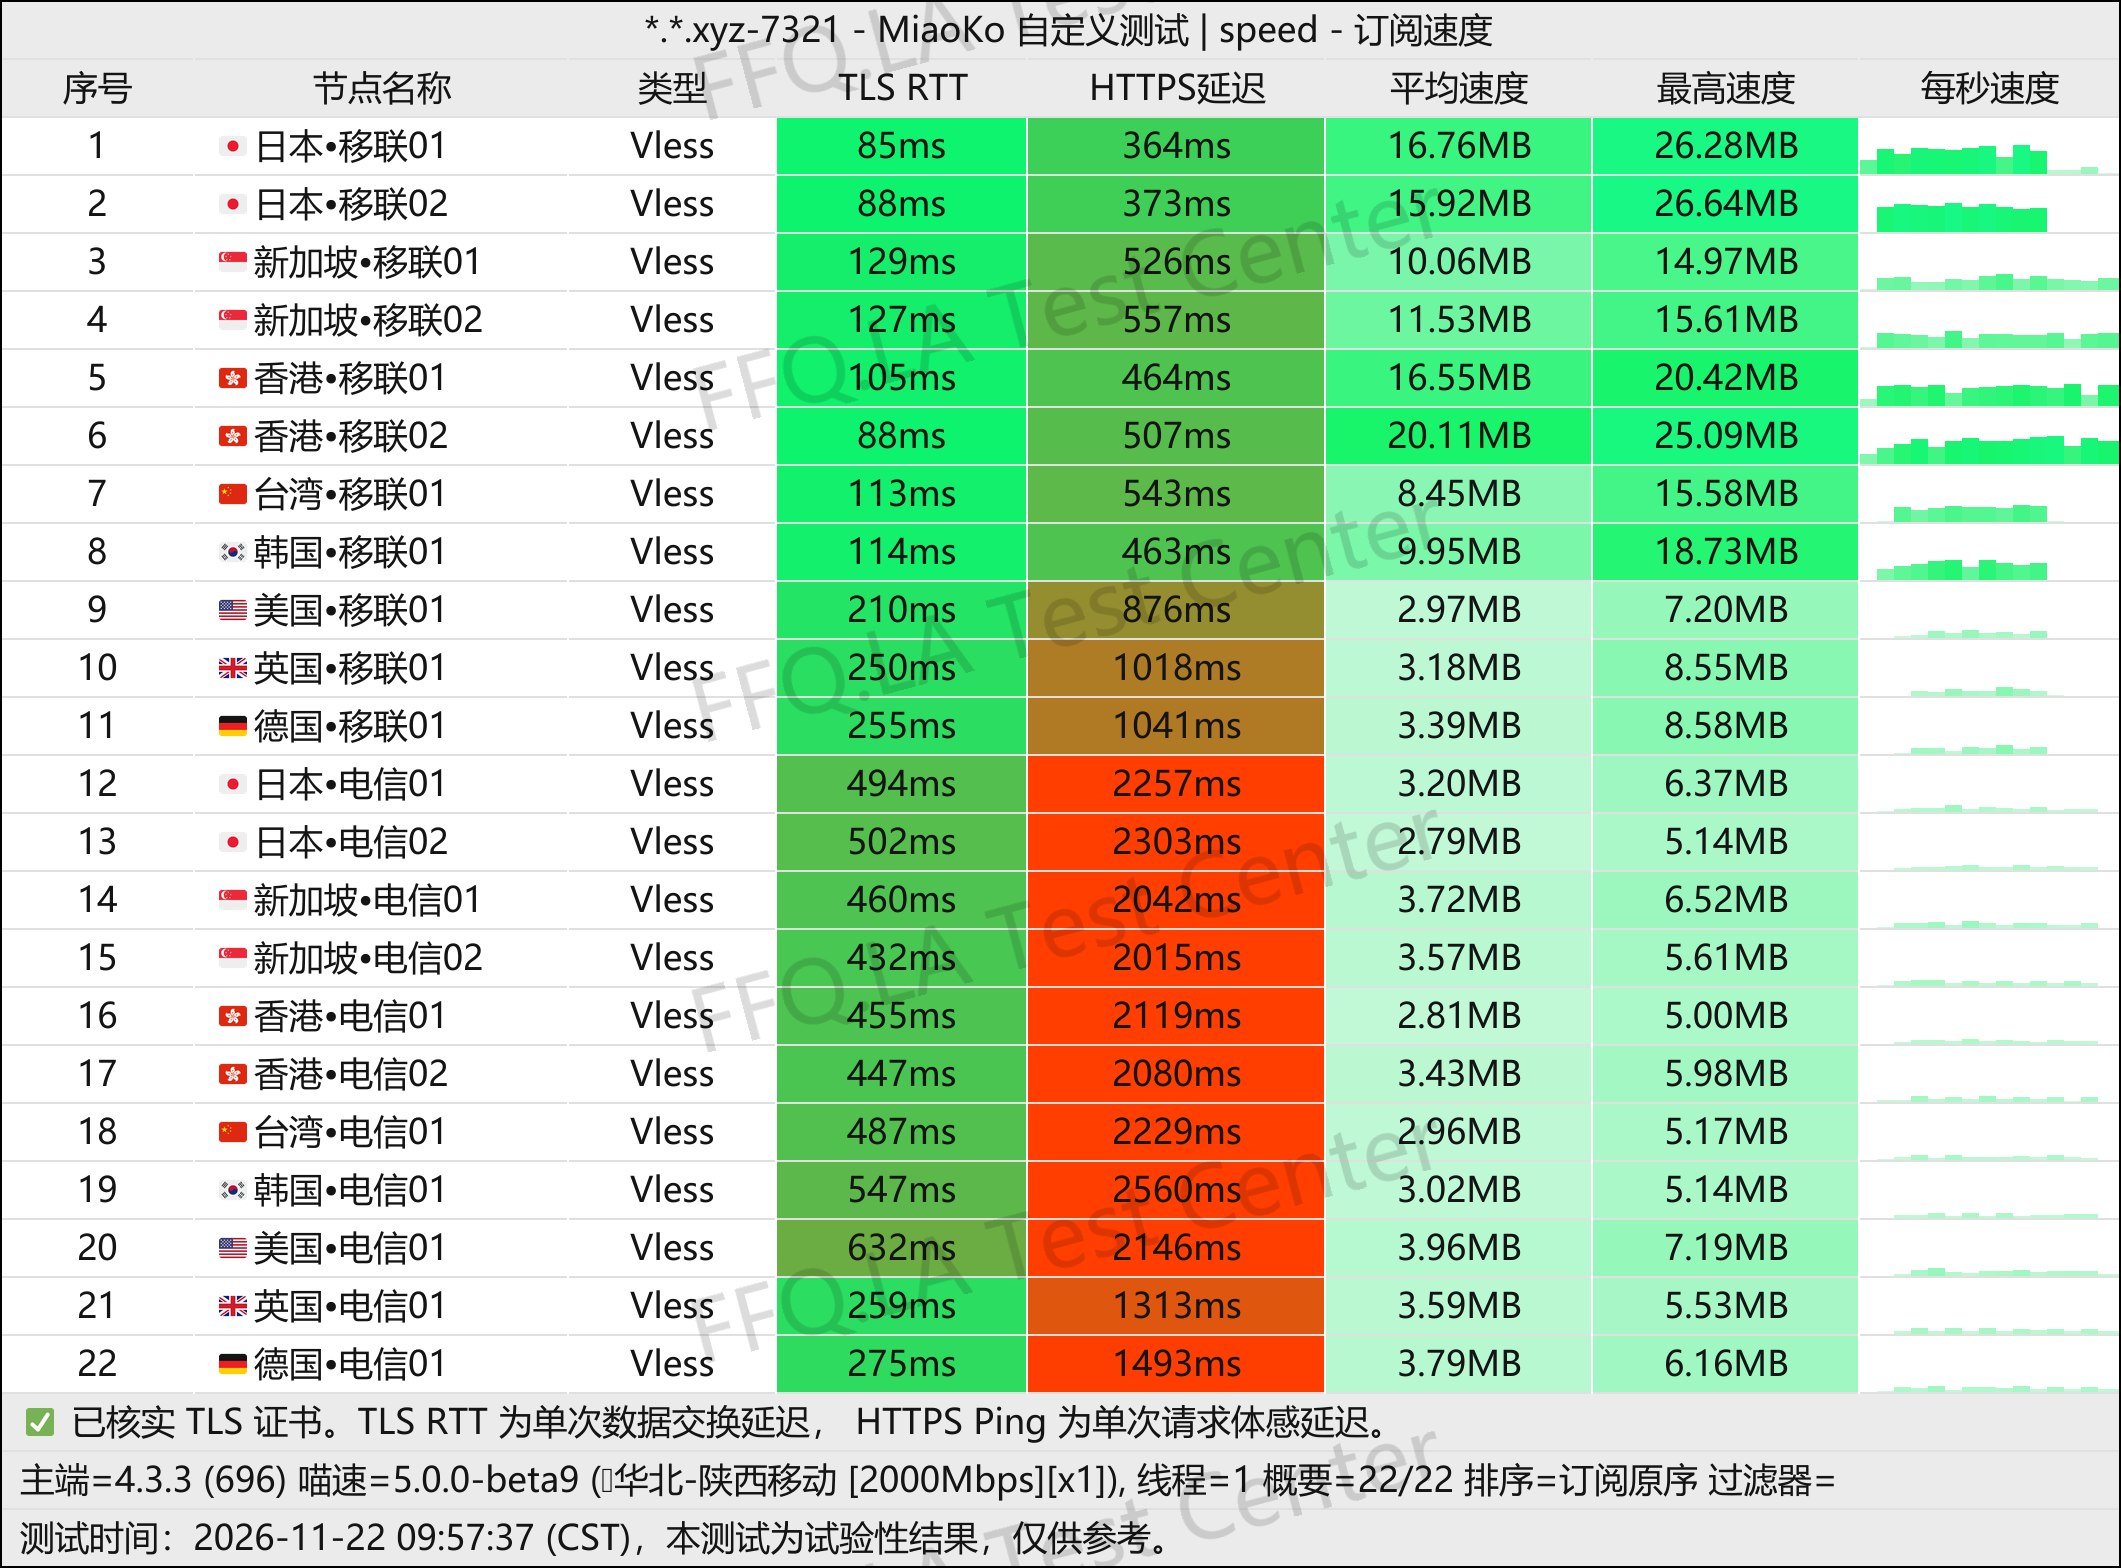 *.*.xyz-7321 - MiaoKo 自定义测试 | speed - 订阅速度
序号 节点名称 类型 TLS RTT HTTPS延迟 平均速度 最高速度 每秒速度
1 日本•移联01 Vless 85ms 364ms 16.76MB 26.28MB
2 日本•移联02 Vless 88ms 373ms 15.92MB 26.64MB
3 新加坡•移联01 Vless 129ms 526ms 10.06MB 14.97MB
4 新加坡•移联02 Vless 127ms 557ms 11.53MB 15.61MB
5 香港•移联01 Vless 105ms 464ms 16.55MB 20.42MB
6 香港•移联02 Vless 88ms 507ms 20.11MB 25.09MB
7 台湾•移联01 Vless 113ms 543ms 8.45MB 15.58MB
8 韩国•移联01 Vless 114ms 463ms 9.95MB 18.73MB
9 美国•移联01 Vless 210ms 876ms 2.97MB 7.20MB
10 英国•移联01 Vless 250ms 1018ms 3.18MB 8.55MB
11 德国•移联01 Vless 255ms 1041ms 3.39MB 8.58MB
12 日本•电信01 Vless 494ms 2257ms 3.20MB 6.37MB
13 日本•电信02 Vless 502ms 2303ms 2.79MB 5.14MB
14 新加坡•电信01 Vless 460ms 2042ms 3.72MB 6.52MB
15 新加坡•电信02 Vless 432ms 2015ms 3.57MB 5.61MB
16 香港•电信01 Vless 455ms 2119ms 2.81MB 5.00MB
17 香港•电信02 Vless 447ms 2080ms 3.43MB 5.98MB
18 台湾•电信01 Vless 487ms 2229ms 2.96MB 5.17MB
19 韩国•电信01 Vless 547ms 2560ms 3.02MB 5.14MB
20 美国•电信01 Vless 632ms 2146ms 3.96MB 7.19MB
21 英国•电信01 Vless 259ms 1313ms 3.59MB 5.53MB
22 德国•电信01 Vless 275ms 1493ms 3.79MB 6.16MB
✅ 已核实 TLS 证书。TLS RTT 为单次数据交换延迟， HTTPS Ping 为单次请求体感延迟。
主端=4.3.3 (696) 喵速=5.0.0-beta9 (华北-陕西移动 [2000Mbps][x1]), 线程=1 概要=22/22 排序=订阅原序 过滤器=
测试时间：2026-11-22 09:57:37 (CST)，本测试为试验性结果，仅供参考。
FFQ.LA Test Center
FFQ.LA Test Center
FFQ.LA Test Center
FFQ.LA Test Center
FFQ.LA Test Center